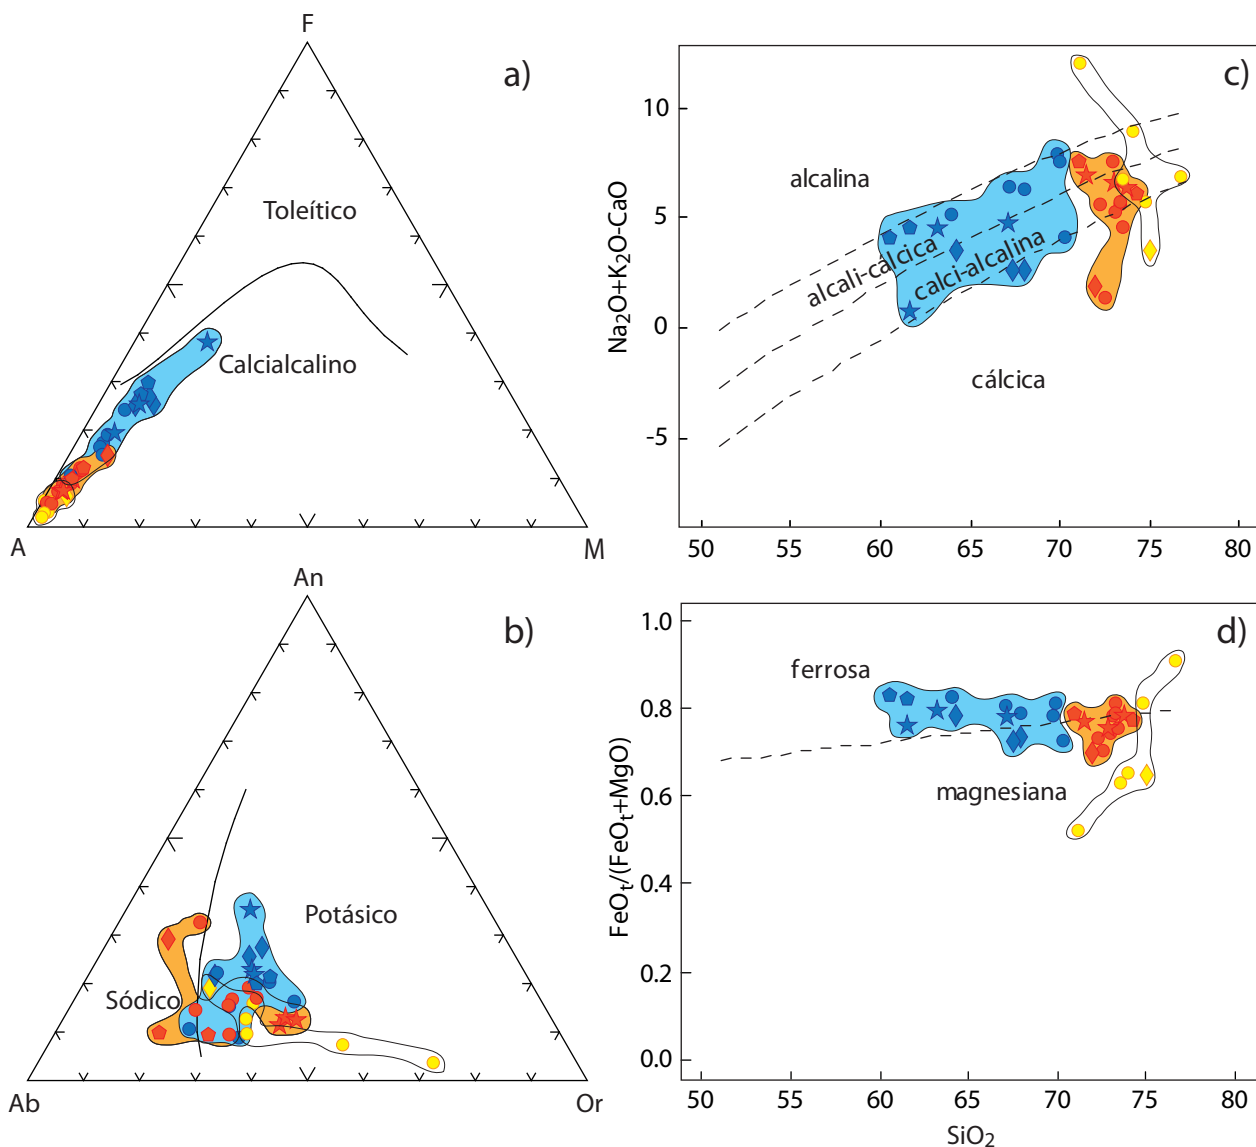 F
a)
Toleítico
Calcialcalino
A
M
c)
10
5
0
-5
Na₂O+K₂O-CaO
alcalina
alcali-cálcica
calci-alcalina
cálcica
50
55
60
65
70
75
80
An
b)
Potásico
Sódico
Ab
Or
d)
1.0
0.8
0.6
0.4
0.2
0.0
FeOₜ/(FeOₜ+MgO)
ferrosa
magnesiana
50
55
60
65
70
75
80
SiO₂